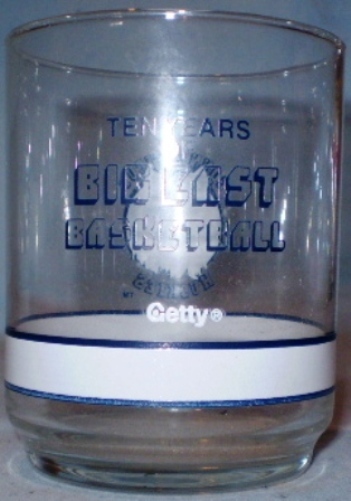 TEN YEARS
BIG EAST
BASKETBALL
Getty®